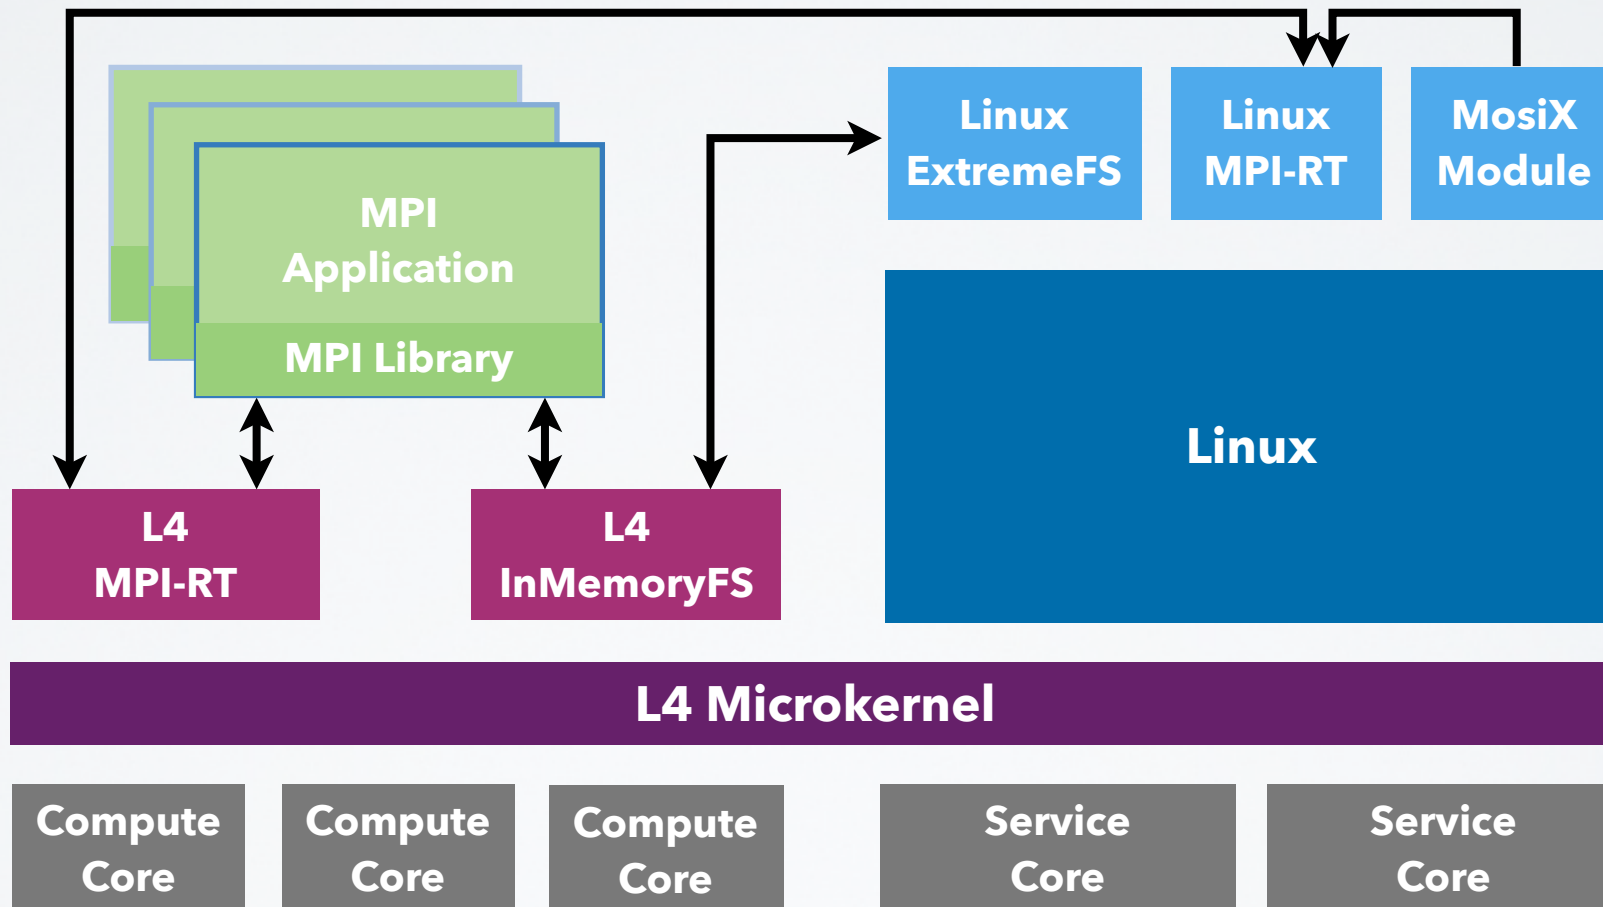 Linux
ExtremeFS
Linux
MPI-RT
MosiX
Module
MPI
Application
MPI Library
Linux
L4
MPI-RT
L4
InMemoryFS
L4 Microkernel
Compute
Core
Compute
Core
Compute
Core
Service
Core
Service
Core